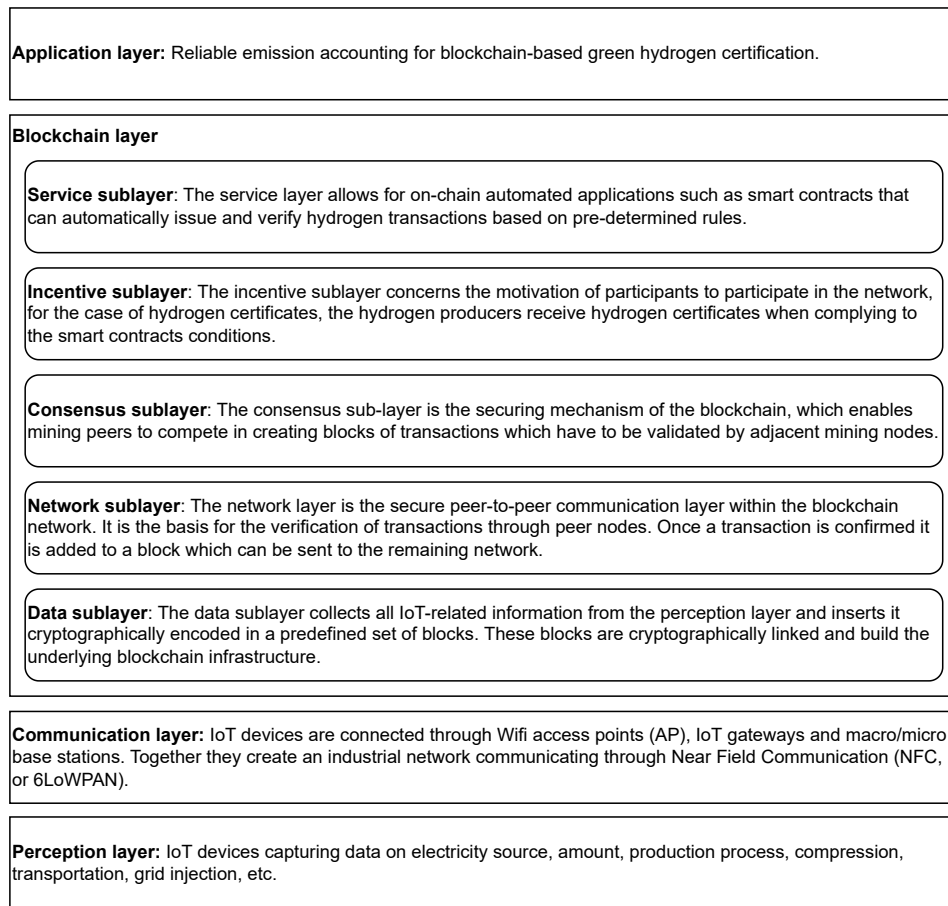 Application layer: Reliable emission accounting for blockchain-based green hydrogen certification.
Blockchain layer
Service sublayer: The service layer allows for on-chain automated applications such as smart contracts that
can automatically issue and verify hydrogen transactions based on pre-determined rules.
Incentive sublayer: The incentive sublayer concerns the motivation of participants to participate in the network,
for the case of hydrogen certificates, the hydrogen producers receive hydrogen certificates when complying to
the smart contracts conditions.
Consensus sublayer: The consensus sub-layer is the securing mechanism of the blockchain, which enables
mining peers to compete in creating blocks of transactions which have to be validated by adjacent mining nodes.
Network sublayer: The network layer is the secure peer-to-peer communication layer within the blockchain
network. It is the basis for the verification of transactions through peer nodes. Once a transaction is confirmed it
is added to a block which can be sent to the remaining network.
Data sublayer: The data sublayer collects all IoT-related information from the perception layer and inserts it
cryptographically encoded in a predefined set of blocks. These blocks are cryptographically linked and build the
underlying blockchain infrastructure.
Communication layer: IoT devices are connected through Wifi access points (AP), IoT gateways and macro/micro
base stations. Together they create an industrial network communicating through Near Field Communication (NFC,
or 6LoWPAN).
Perception layer: IoT devices capturing data on electricity source, amount, production process, compression,
transportation, grid injection, etc.